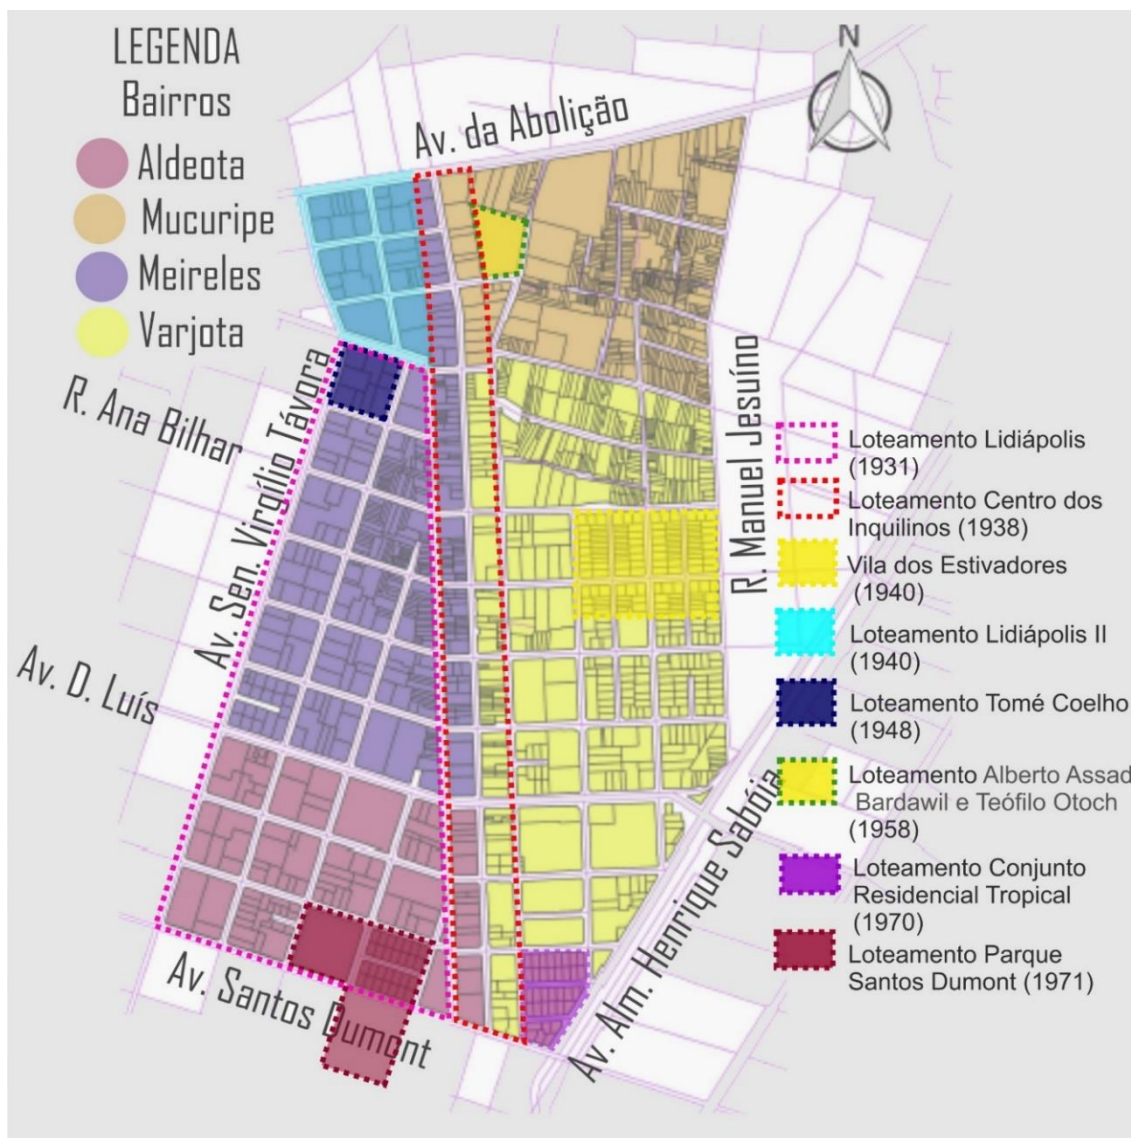 LEGENDA
Bairros
Aldeota
Mucuripe
Meireles
Varjota
N
Av. da Abolição
R. Ana Bilhar
Av. Sen. Virgílio Távora
Av. D. Luís
Av. Santos Dumont
R. Manuel Jesuíno
Av. Alm. Henrique Sabóia
Loteamento Lidiápolis
(1931)
Loteamento Centro dos
Inquilinos (1938)
Vila dos Estivadores
(1940)
Loteamento Lidiápolis II
(1940)
Loteamento Tomé Coelho
(1948)
Loteamento Alberto Assad
Bardawil e Teófilo Otoch
(1958)
Loteamento Conjunto
Residencial Tropical
(1970)
Loteamento Parque
Santos Dumont (1971)